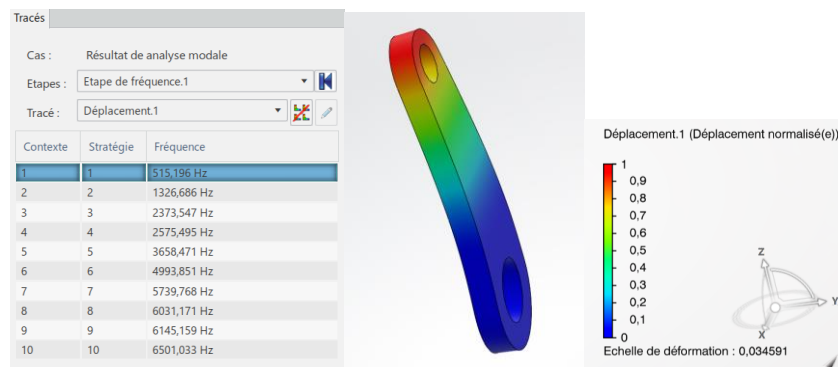 Tracés
Cas : Résultat de analyse modale
Etapes : Etape de fréquence.1
Tracé : Déplacement.1
Contexte Stratégie Fréquence
1 1 515,196 Hz
2 2 1326,686 Hz
3 3 2373,547 Hz
4 4 2575,495 Hz
5 5 3658,471 Hz
6 6 4993,851 Hz
7 7 5739,768 Hz
8 8 6031,171 Hz
9 9 6145,159 Hz
10 10 6501,033 Hz
Déplacement.1 (Déplacement normalisé(e))
1
0,9
0,8
0,7
0,6
0,5
0,4
0,3
0,2
0,1
0
Z
Y
X
Echelle de déformation : 0,034591